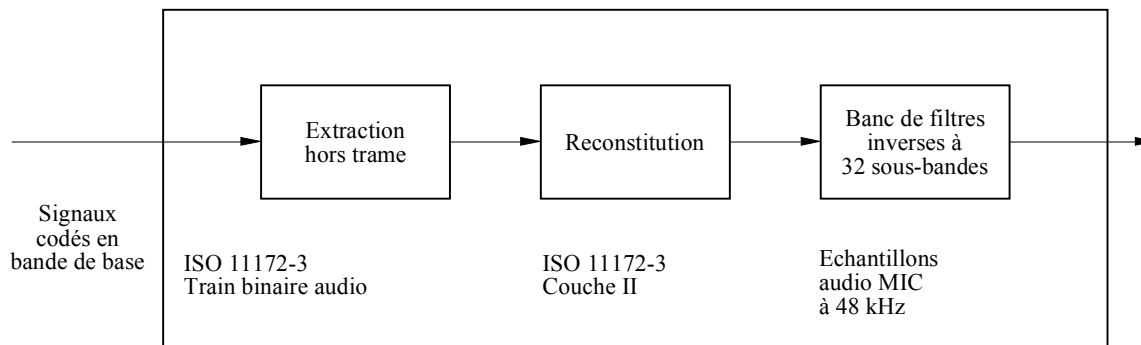 Extraction
hors trame
Reconstitution
Banc de filtres
inverses à
32 sous-bandes
Signaux
codés en
bande de base
ISO 11172-3
Train binaire audio
ISO 11172-3
Couche II
Echantillons
audio MIC
à 48 kHz